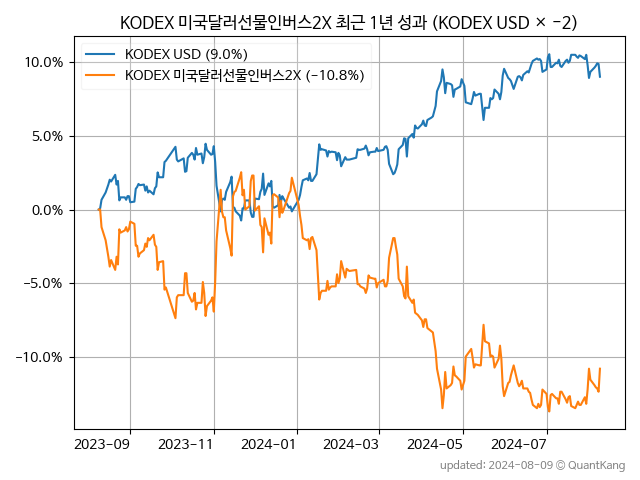 KODEX 미국달러선물인버스2X 최근 1년 성과 (KODEX USD × −2)
KODEX USD (9.0%)
KODEX 미국달러선물인버스2X (−10.8%)
10.0%
5.0%
0.0%
−5.0%
−10.0%
2023-09
2023-11
2024-01
2024-03
2024-05
2024-07
updated: 2024-08-09 © QuantKang